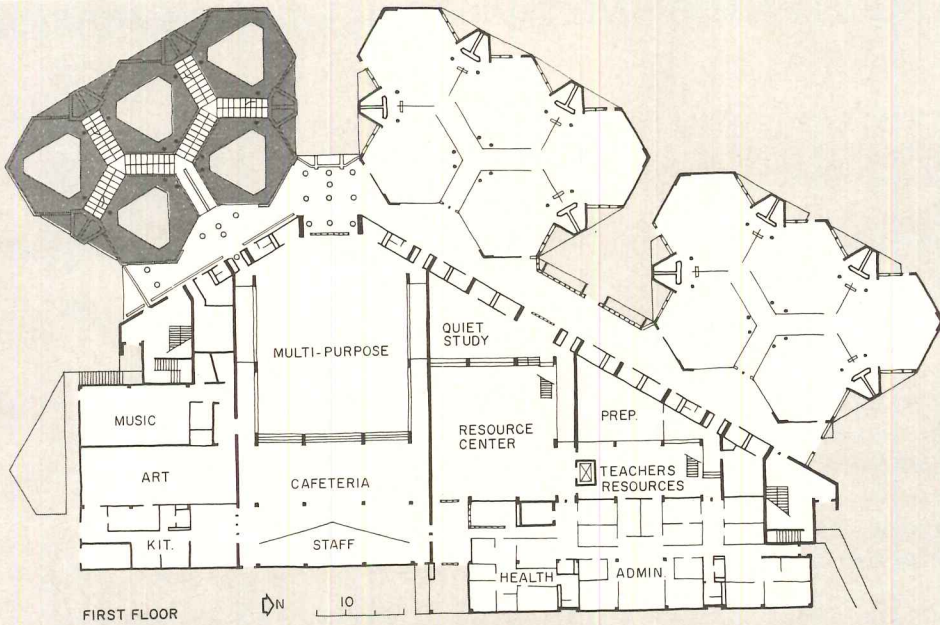 QUIET
STUDY
MULTI-PURPOSE
MUSIC
PREP.
RESOURCE
CENTER
ART
CAFETERIA
TEACHERS
RESOURCES
KIT.
STAFF
HEALTH
ADMIN.
FIRST FLOOR
N
10